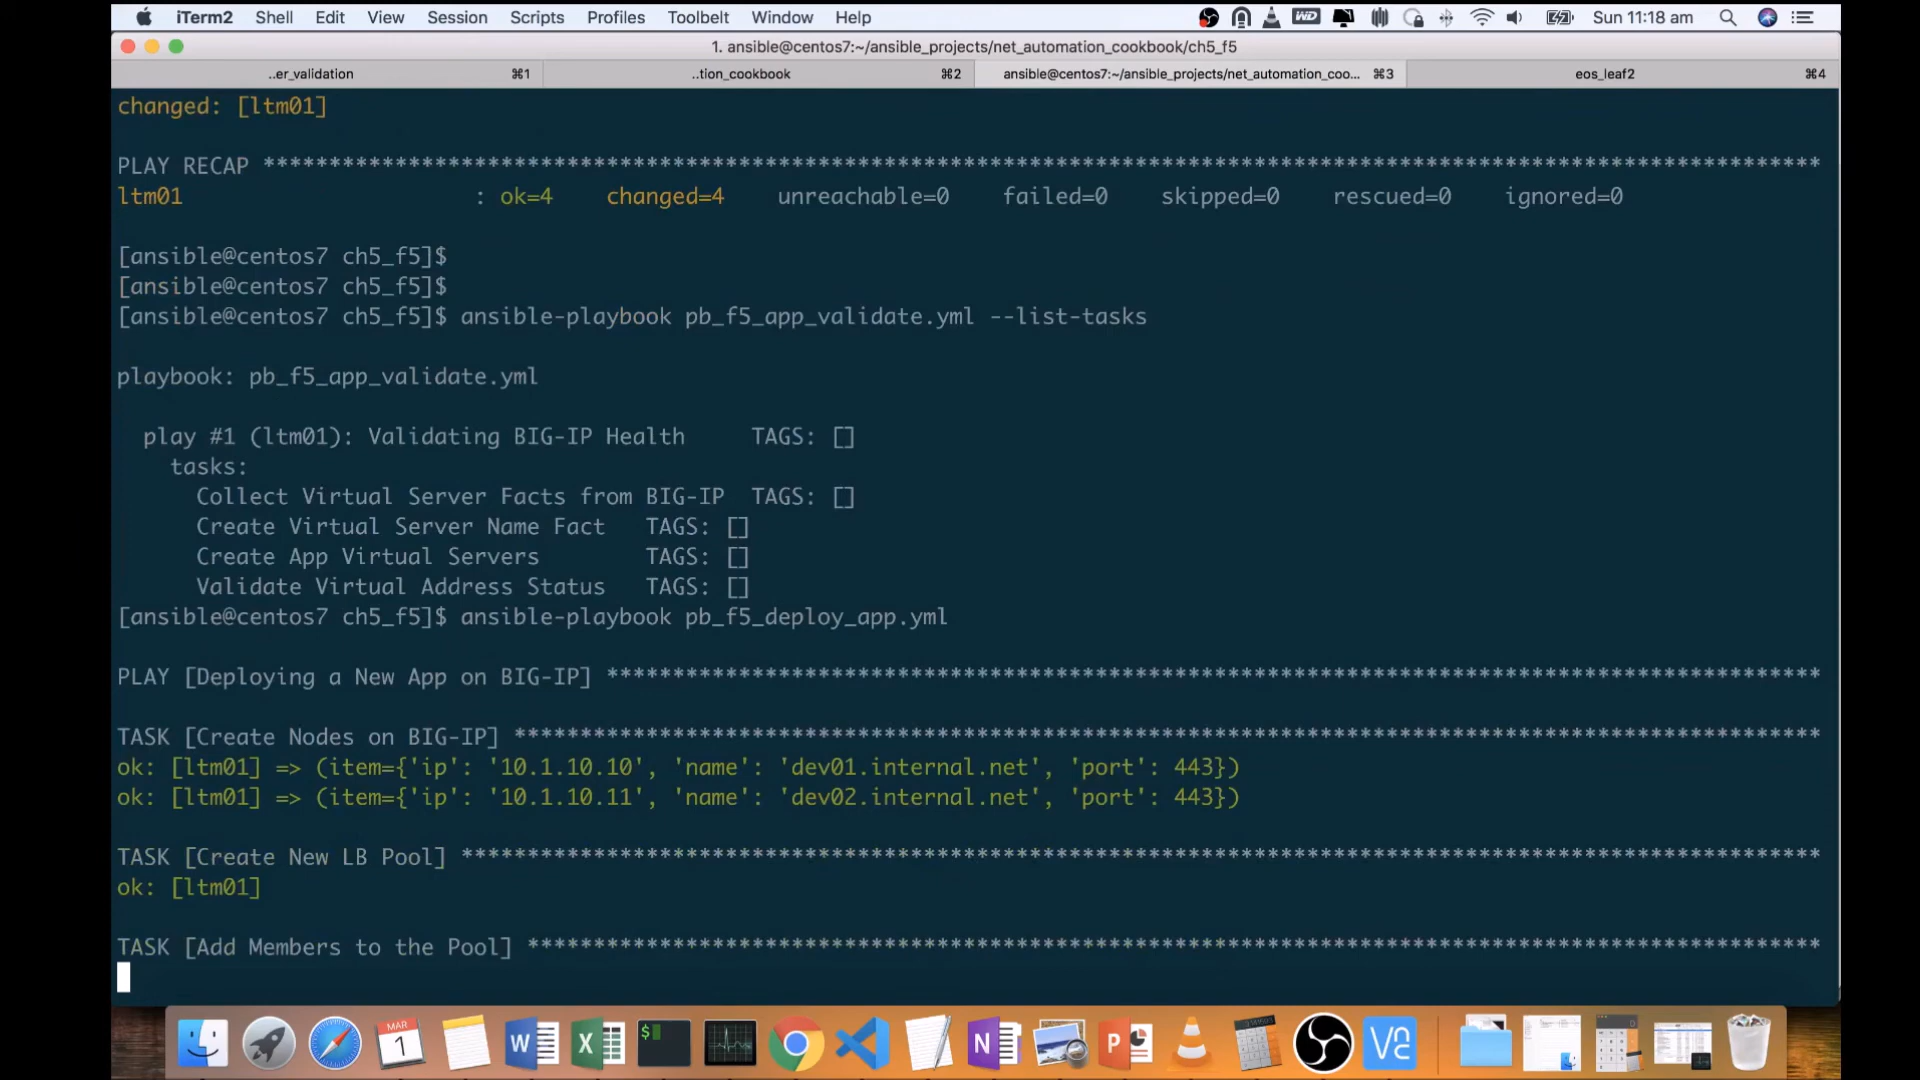 iTerm2 Shell Edit View Session Scripts Profiles Toolbelt Window Help WD Sun 11:18 am
1. ansible@centos7:~/ansible_projects/net_automation_cookbook/ch5_f5
..er_validation ⌘1 ..tion_cookbook ⌘2 ansible@centos7:~/ansible_projects/net_automation_coo... ⌘3 eos_leaf2 ⌘4
changed: [ltm01]
PLAY RECAP **********************************************************************************************************************
ltm01 : ok=4 changed=4 unreachable=0 failed=0 skipped=0 rescued=0 ignored=0
[ansible@centos7 ch5_f5]$
[ansible@centos7 ch5_f5]$
[ansible@centos7 ch5_f5]$ ansible-playbook pb_f5_app_validate.yml --list-tasks
playbook: pb_f5_app_validate.yml
play #1 (ltm01): Validating BIG-IP Health TAGS: []
tasks:
Collect Virtual Server Facts from BIG-IP TAGS: []
Create Virtual Server Name Fact TAGS: []
Create App Virtual Servers TAGS: []
Validate Virtual Address Status TAGS: []
[ansible@centos7 ch5_f5]$ ansible-playbook pb_f5_deploy_app.yml
PLAY [Deploying a New App on BIG-IP] ********************************************************************************************
TASK [Create Nodes on BIG-IP] ***************************************************************************************************
ok: [ltm01] => (item={'ip': '10.1.10.10', 'name': 'dev01.internal.net', 'port': 443})
ok: [ltm01] => (item={'ip': '10.1.10.11', 'name': 'dev02.internal.net', 'port': 443})
TASK [Create New LB Pool] *******************************************************************************************************
ok: [ltm01]
TASK [Add Members to the Pool] **************************************************************************************************
MAR
1
W X $ N P VC